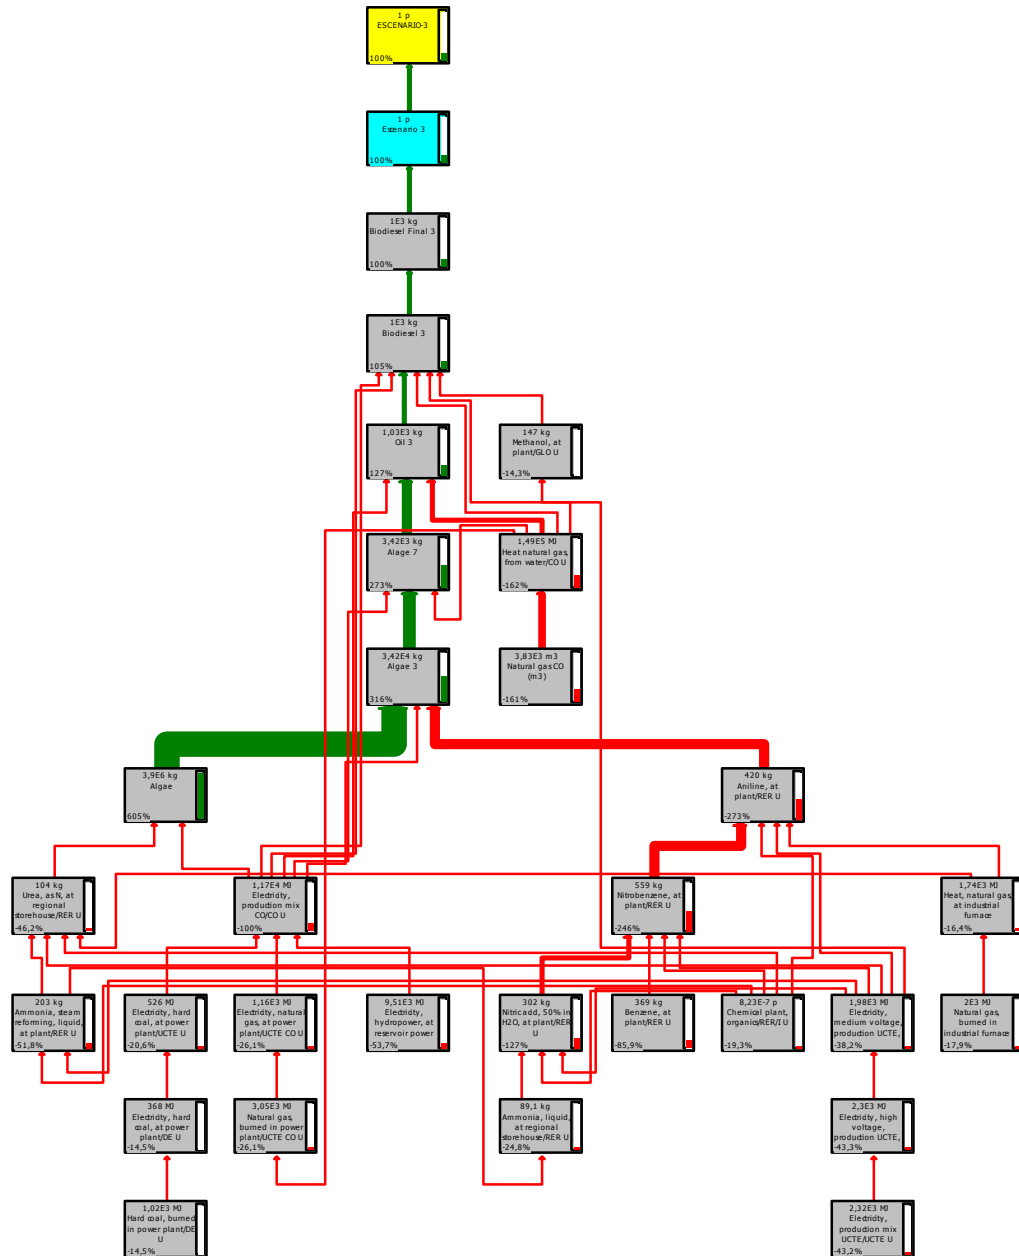 1 p
ESCENARIO-3
100%
1 p
Escenario 3
100%
1E3 kg
Biodiesel Final 3
100%
1E3 kg
Biodiesel 3
105%
1,03E3 kg
Oil 3
127%
147 kg
Methanol, at
plant/GLO U
-14,3%
3,42E3 kg
Alage 7
273%
1,49E5 MJ
Heat natural gas,
from water/CO U
-162%
3,42E4 kg
Algae 3
316%
3,83E3 m3
Natural gas CO
(m3)
-161%
3,9E6 kg
Algae
605%
420 kg
Aniline, at
plant/RER U
-273%
104 kg
Urea, as N, at
regional
storehouse/RER U
-46,2%
1,17E4 MJ
Electricity,
production mix
CO/CO U
-100%
559 kg
Nitrobenzene, at
plant/RER U
-246%
1,74E3 MJ
Heat, natural gas,
at industrial
furnace
-16,4%
203 kg
Ammonia, steam
reforming, liquid,
at plant/RER U
-51,8%
526 MJ
Electricity, hard
coal, at power
plant/UCTE U
-20,6%
1,16E3 MJ
Electricity, natural
gas, at power
plant/UCTE CO U
-26,1%
9,51E3 MJ
Electricity,
hydropower, at
reservoir power
-53,7%
302 kg
Nitric acid, 50% in
H2O, at plant/RER
U
-127%
369 kg
Benzene, at
plant/RER U
-85,9%
8,23E-7 p
Chemical plant,
organics/RER/I U
-19,3%
1,98E3 MJ
Electricity,
medium voltage,
production UCTE,
-38,2%
2E3 MJ
Natural gas,
burned in
industrial furnace
-17,9%
368 MJ
Electricity, hard
coal, at power
plant/DE U
-14,5%
3,05E3 MJ
Natural gas,
burned in power
plant/UCTE CO U
-26,1%
89,1 kg
Ammonia, liquid,
at regional
storehouse/RER U
-24,8%
2,3E3 MJ
Electricity, high
voltage,
production UCTE,
-43,3%
1,02E3 MJ
Hard coal, burned
in power plant/DE
U
-14,5%
2,32E3 MJ
Electricity,
production mix
UCTE/UCTE U
-43,2%